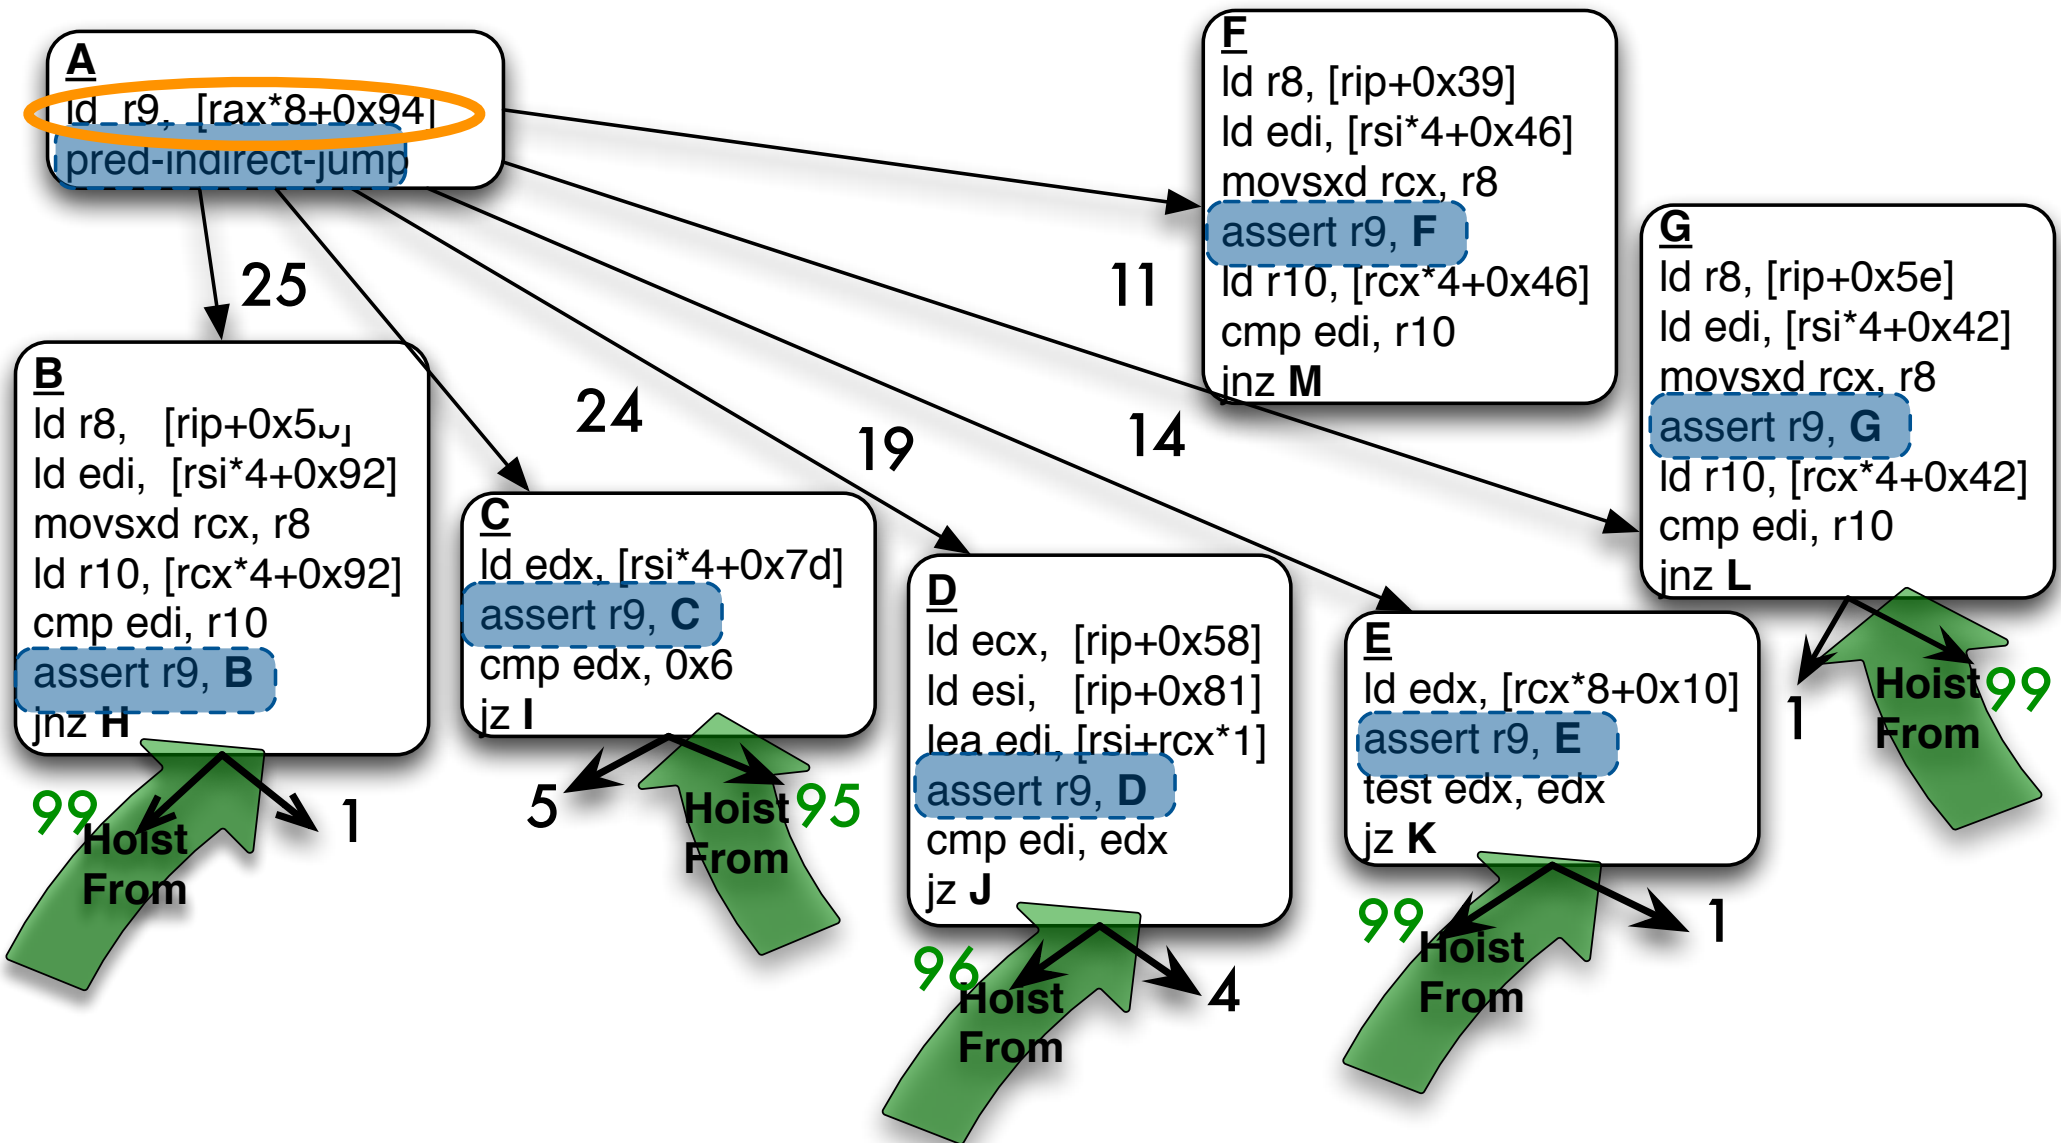 A
ld r9, [rax*8+0x94]
pred-indirect-jump
F
ld r8, [rip+0x39]
ld edi, [rsi*4+0x46]
movsxd rcx, r8
assert r9, F
ld r10, [rcx*4+0x46]
cmp edi, r10
jnz M
G
ld r8, [rip+0x5e]
ld edi, [rsi*4+0x42]
movsxd rcx, r8
assert r9, G
ld r10, [rcx*4+0x42]
cmp edi, r10
jnz L
25
24
19
14
11
B
ld r8,
ld edi, [rsi*4+0x92]
movsxd rcx, r8
ld r10, [rcx*4+0x92]
cmp edi, r10
assert r9, B
jnz H
C
ld edx, [rsi*4+0x7d]
assert r9, C
cmp edx, 0x6
jz I
D
ld ecx, [rip+0x58]
ld esi, [rip+0x81]
lea edi, [rsi+rcx*1]
assert r9, D
cmp edi, edx
jz J
E
ld edx, [rcx*8+0x10]
assert r9, E
test edx, edx
jz K
99
1
Hoist
From
5
95
Hoist
From
96
4
Hoist
From
99
1
Hoist
From
1
99
Hoist
From